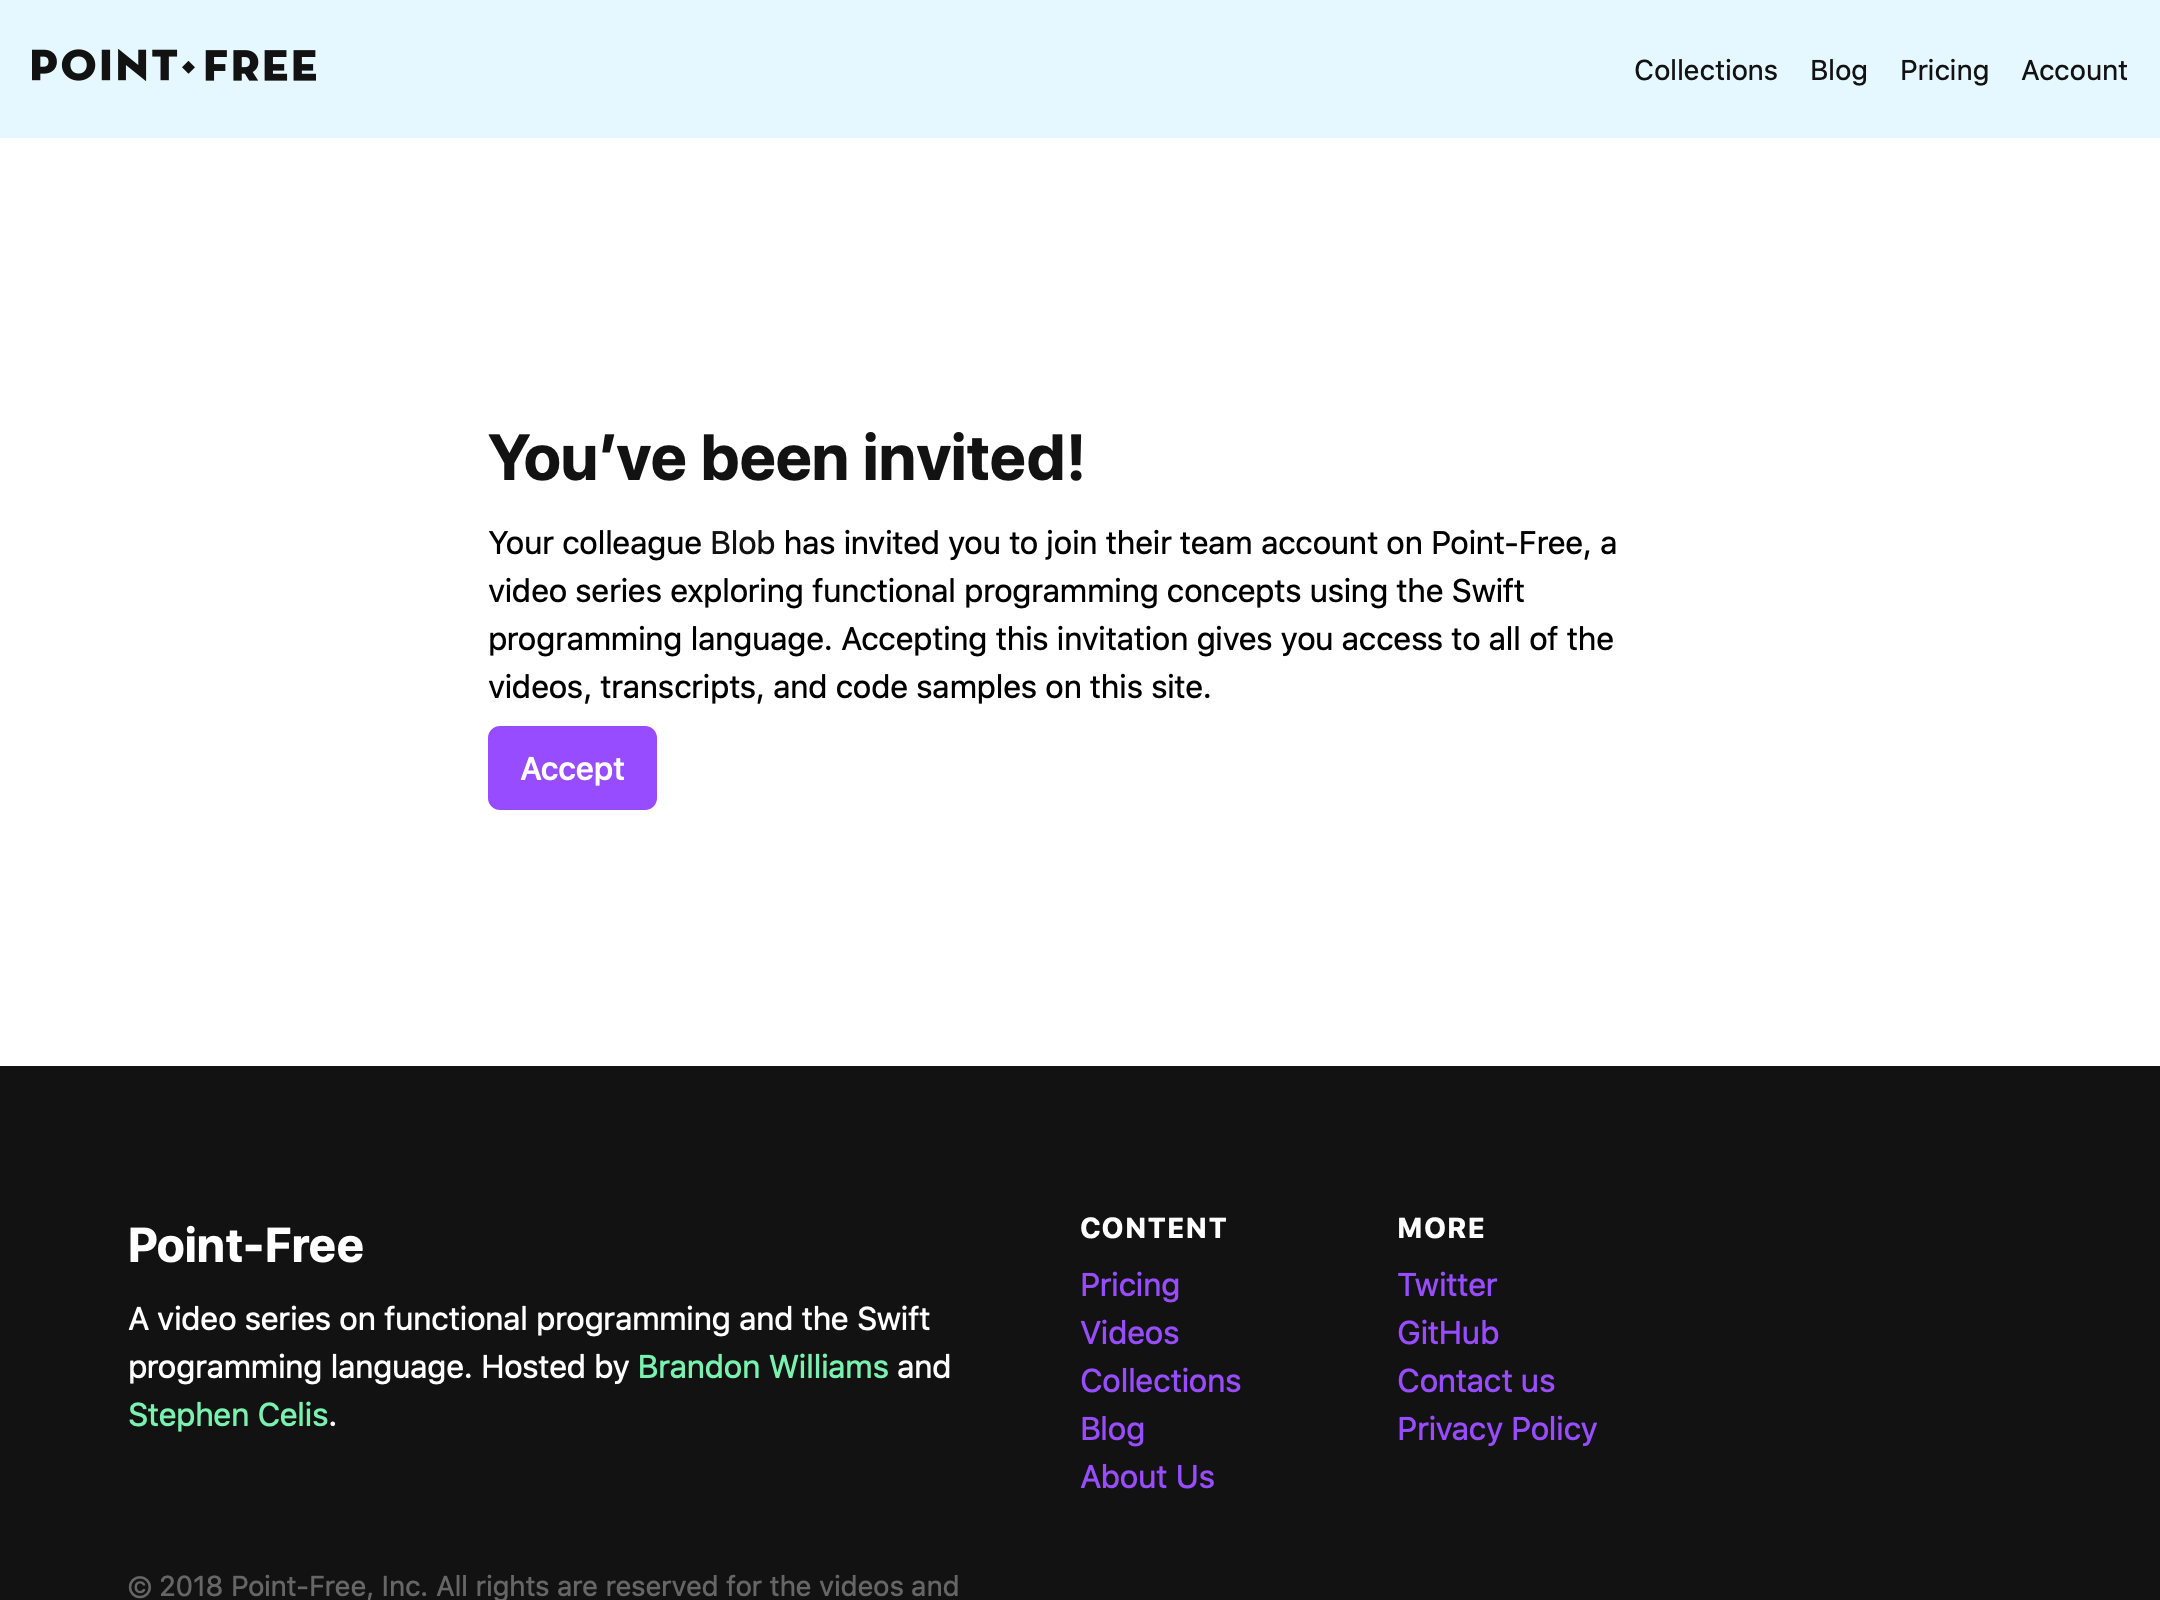 POINT◆FREE
Collections Blog Pricing Account
You’ve been invited!
Your colleague Blob has invited you to join their team account on Point-Free, a
video series exploring functional programming concepts using the Swift
programming language. Accepting this invitation gives you access to all of the
videos, transcripts, and code samples on this site.
Accept
Point-Free
A video series on functional programming and the Swift
programming language. Hosted by Brandon Williams and
Stephen Celis.
CONTENT
Pricing
Videos
Collections
Blog
About Us
MORE
Twitter
GitHub
Contact us
Privacy Policy
© 2018 Point-Free, Inc. All rights are reserved for the videos and